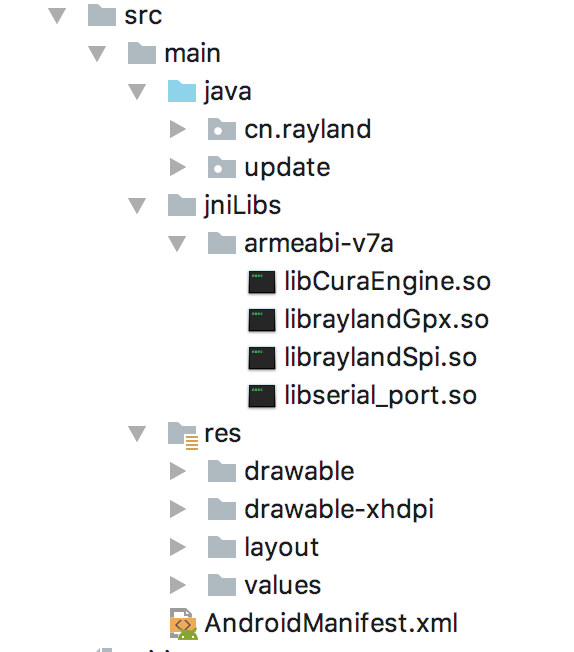 src
main
java
cn.rayland
update
jniLibs
armeabi-v7a
libCuraEngine.so
libraylandGpx.so
libraylandSpi.so
libserial_port.so
res
drawable
drawable-xhdpi
layout
values
AndroidManifest.xml